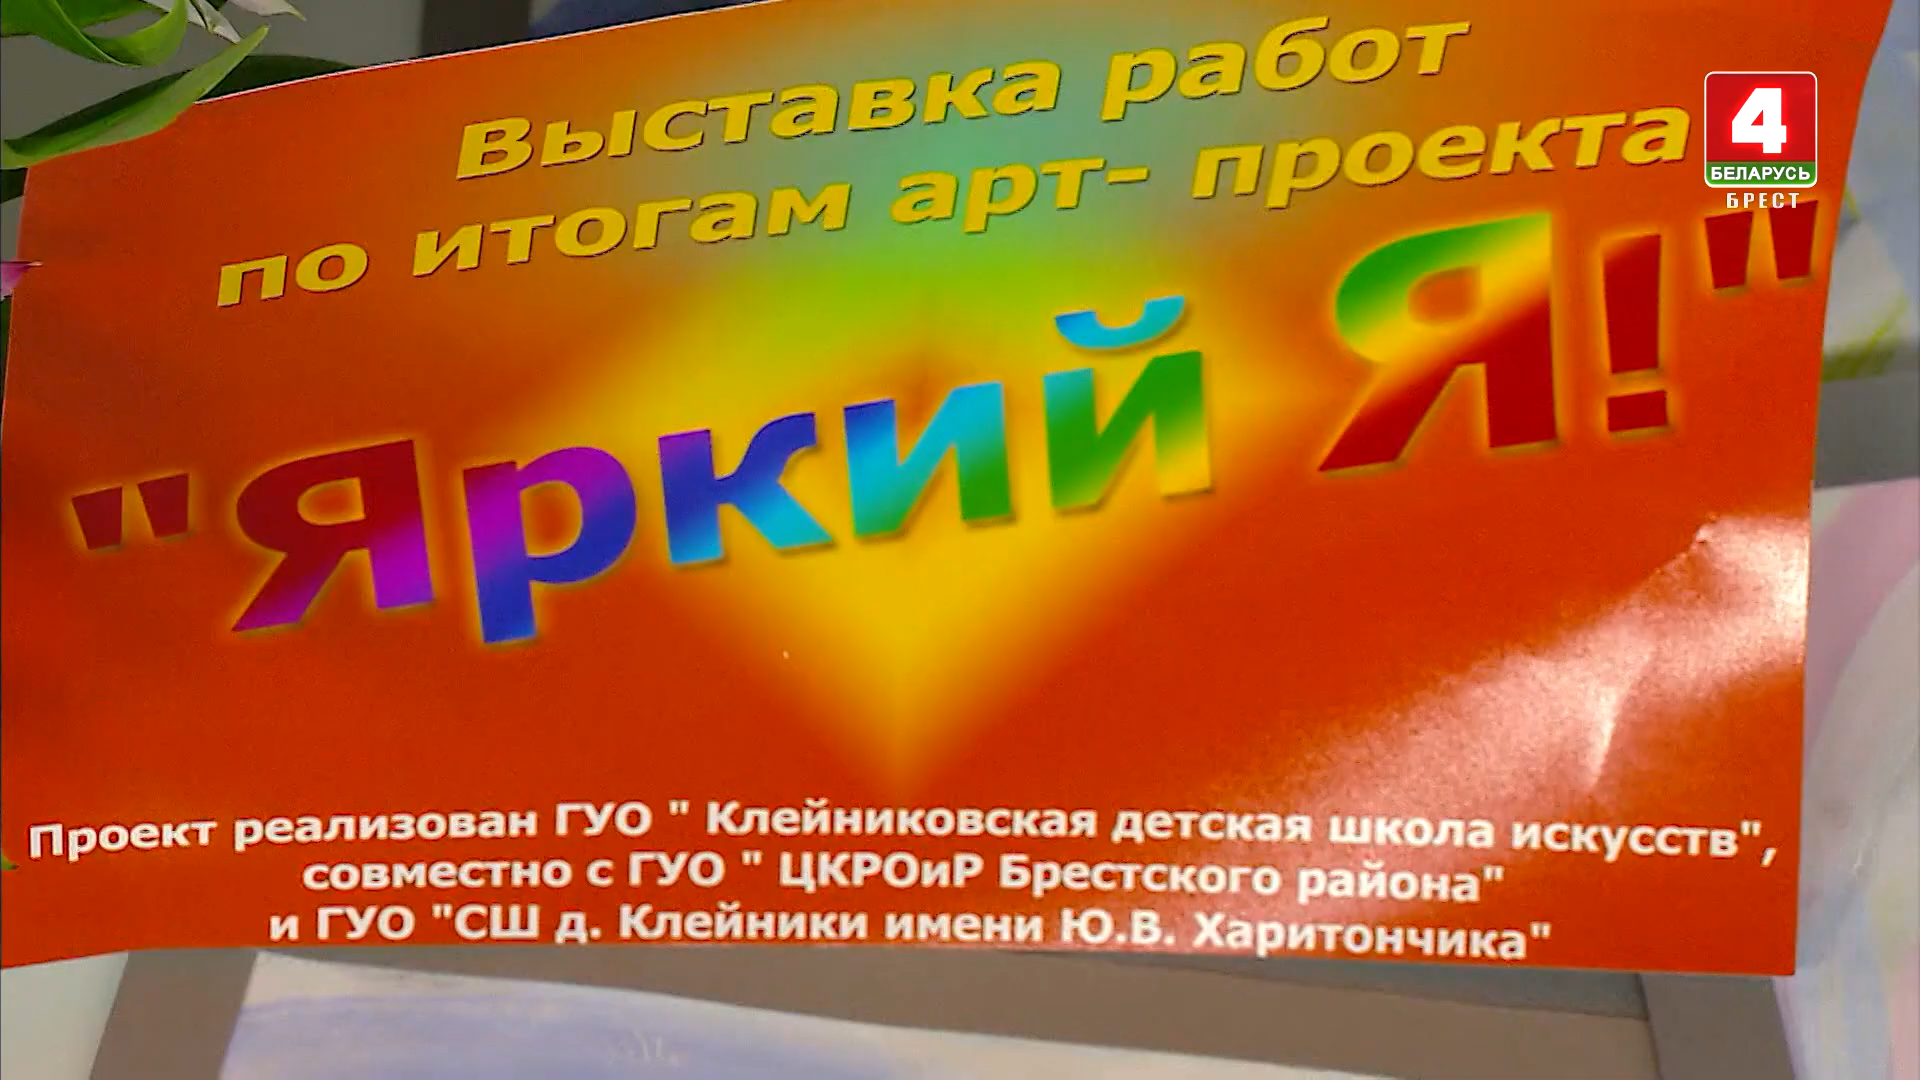 Выставка работ
по итогам арт- проекта
"Яркий Я!"
Проект реализован ГУО " Клейниковская детская школа искусств",
совместно с ГУО " ЦКРОиР Брестского района"
и ГУО "СШ д. Клейники имени Ю.В. Харитончика"
4
БЕЛАРУСЬ
БРЕСТ